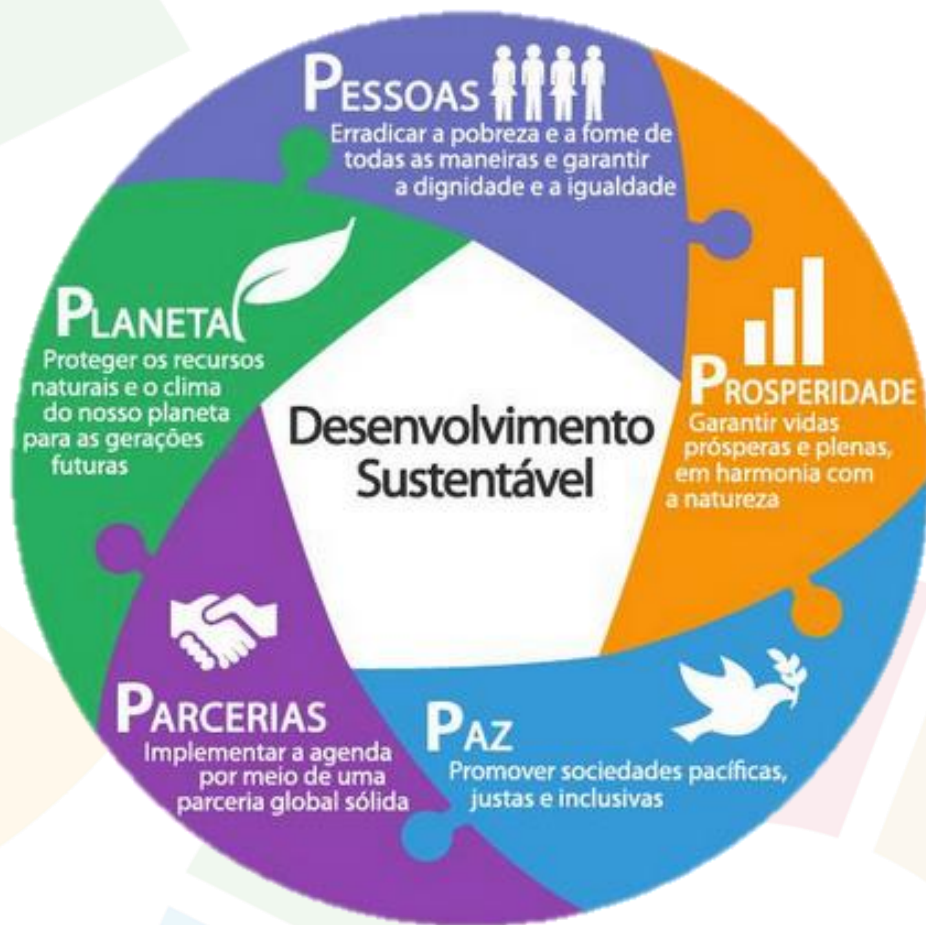 PESSOAS
Erradicar a pobreza e a fome de
todas as maneiras e garantir
a dignidade e a igualdade
PROSPERIDADE
Garantir vidas
prósperas e plenas,
em harmonia com
a natureza
PAZ
Promover sociedades pacíficas,
justas e inclusivas
PARCERIAS
Implementar a agenda
por meio de uma
parceria global sólida
PLANETA
Proteger os recursos
naturais e o clima
do nosso planeta
para as gerações
futuras
Desenvolvimento
Sustentável